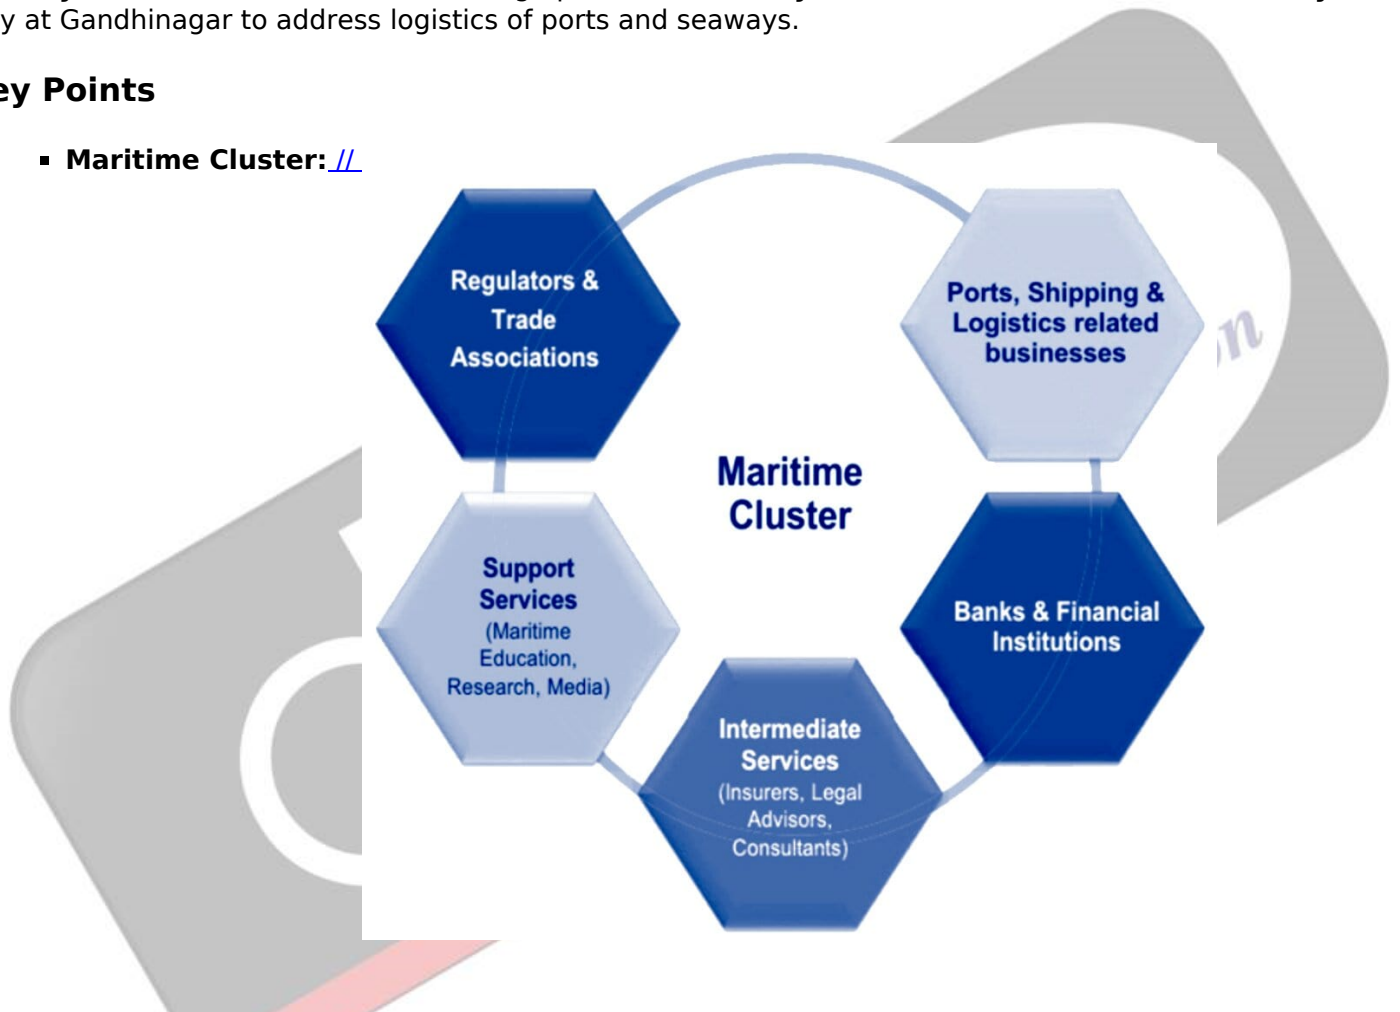 y at Gandhinagar to address logistics of ports and seaways.
ey Points
Maritime Cluster: //
Regulators &
Trade
Associations
Ports, Shipping &
Logistics related
businesses
Maritime
Cluster
Support
Services
(Maritime
Education,
Research, Media)
Banks & Financial
Institutions
Intermediate
Services
(Insurers, Legal
Advisors,
Consultants)